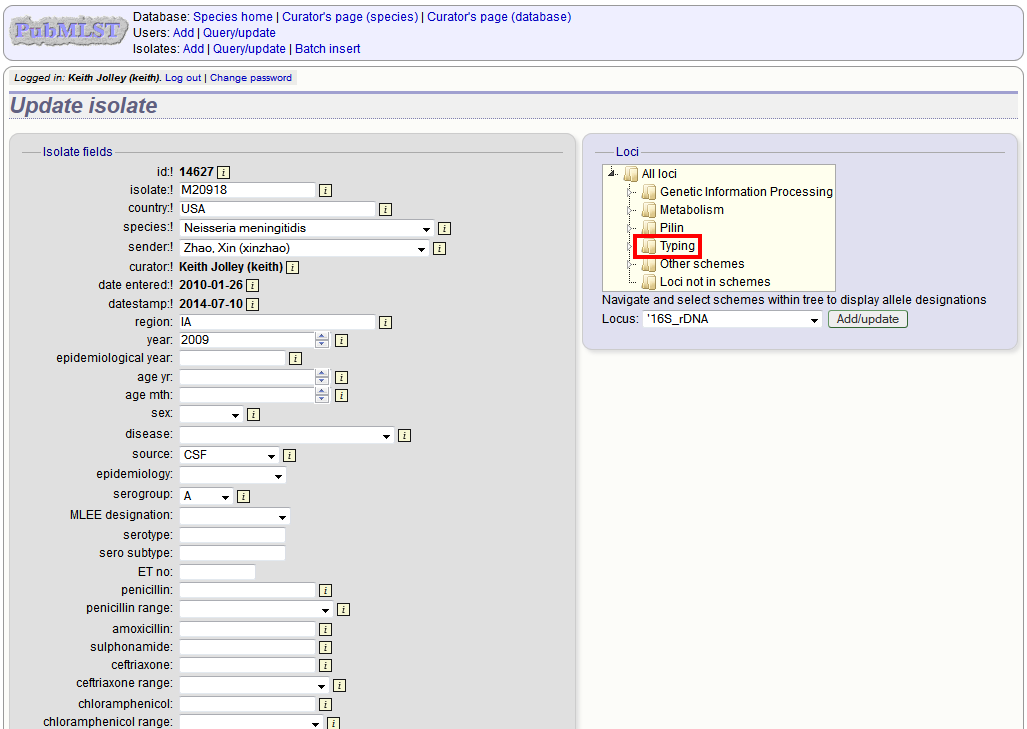 PubMLST
Database: Species home | Curator's page (species) | Curator's page (database)
Users: Add | Query/update
Isolates: Add | Query/update | Batch insert
Logged in: Keith Jolley (keith). Log out | Change password
Update isolate
Isolate fields
id:! 14627 i
isolate:! M20918 i
country:! USA i
species:! Neisseria meningitidis i
sender:! Zhao, Xin (xinzhao) i
curator:! Keith Jolley (keith) i
date entered:! 2010-01-26 i
datestamp:! 2014-07-10 i
region: IA i
year: 2009 i
epidemiological year: i
age yr: i
age mth: i
sex: i
disease: i
source: CSF i
epidemiology:
serogroup: A i
MLEE designation:
serotype:
sero subtype:
ET no:
penicillin: i
penicillin range: i
amoxicillin: i
sulphonamide: i
ceftriaxone: i
ceftriaxone range: i
chloramphenicol: i
chloramphenicol range: i
Loci
All loci
Genetic Information Processing
Metabolism
Pilin
Typing
Other schemes
Loci not in schemes
Navigate and select schemes within tree to display allele designations
Locus: '16S_rDNA Add/update